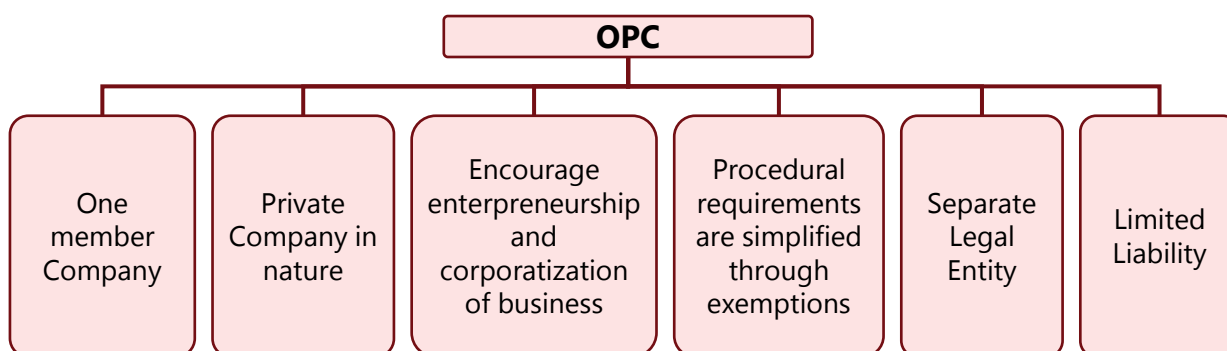 OPC
One
member
Company
Private
Company in
nature
Encourage
enterpreneurship
and
corporatization
of business
Procedural
requirements
are simplified
through
exemptions
Separate
Legal
Entity
Limited
Liability